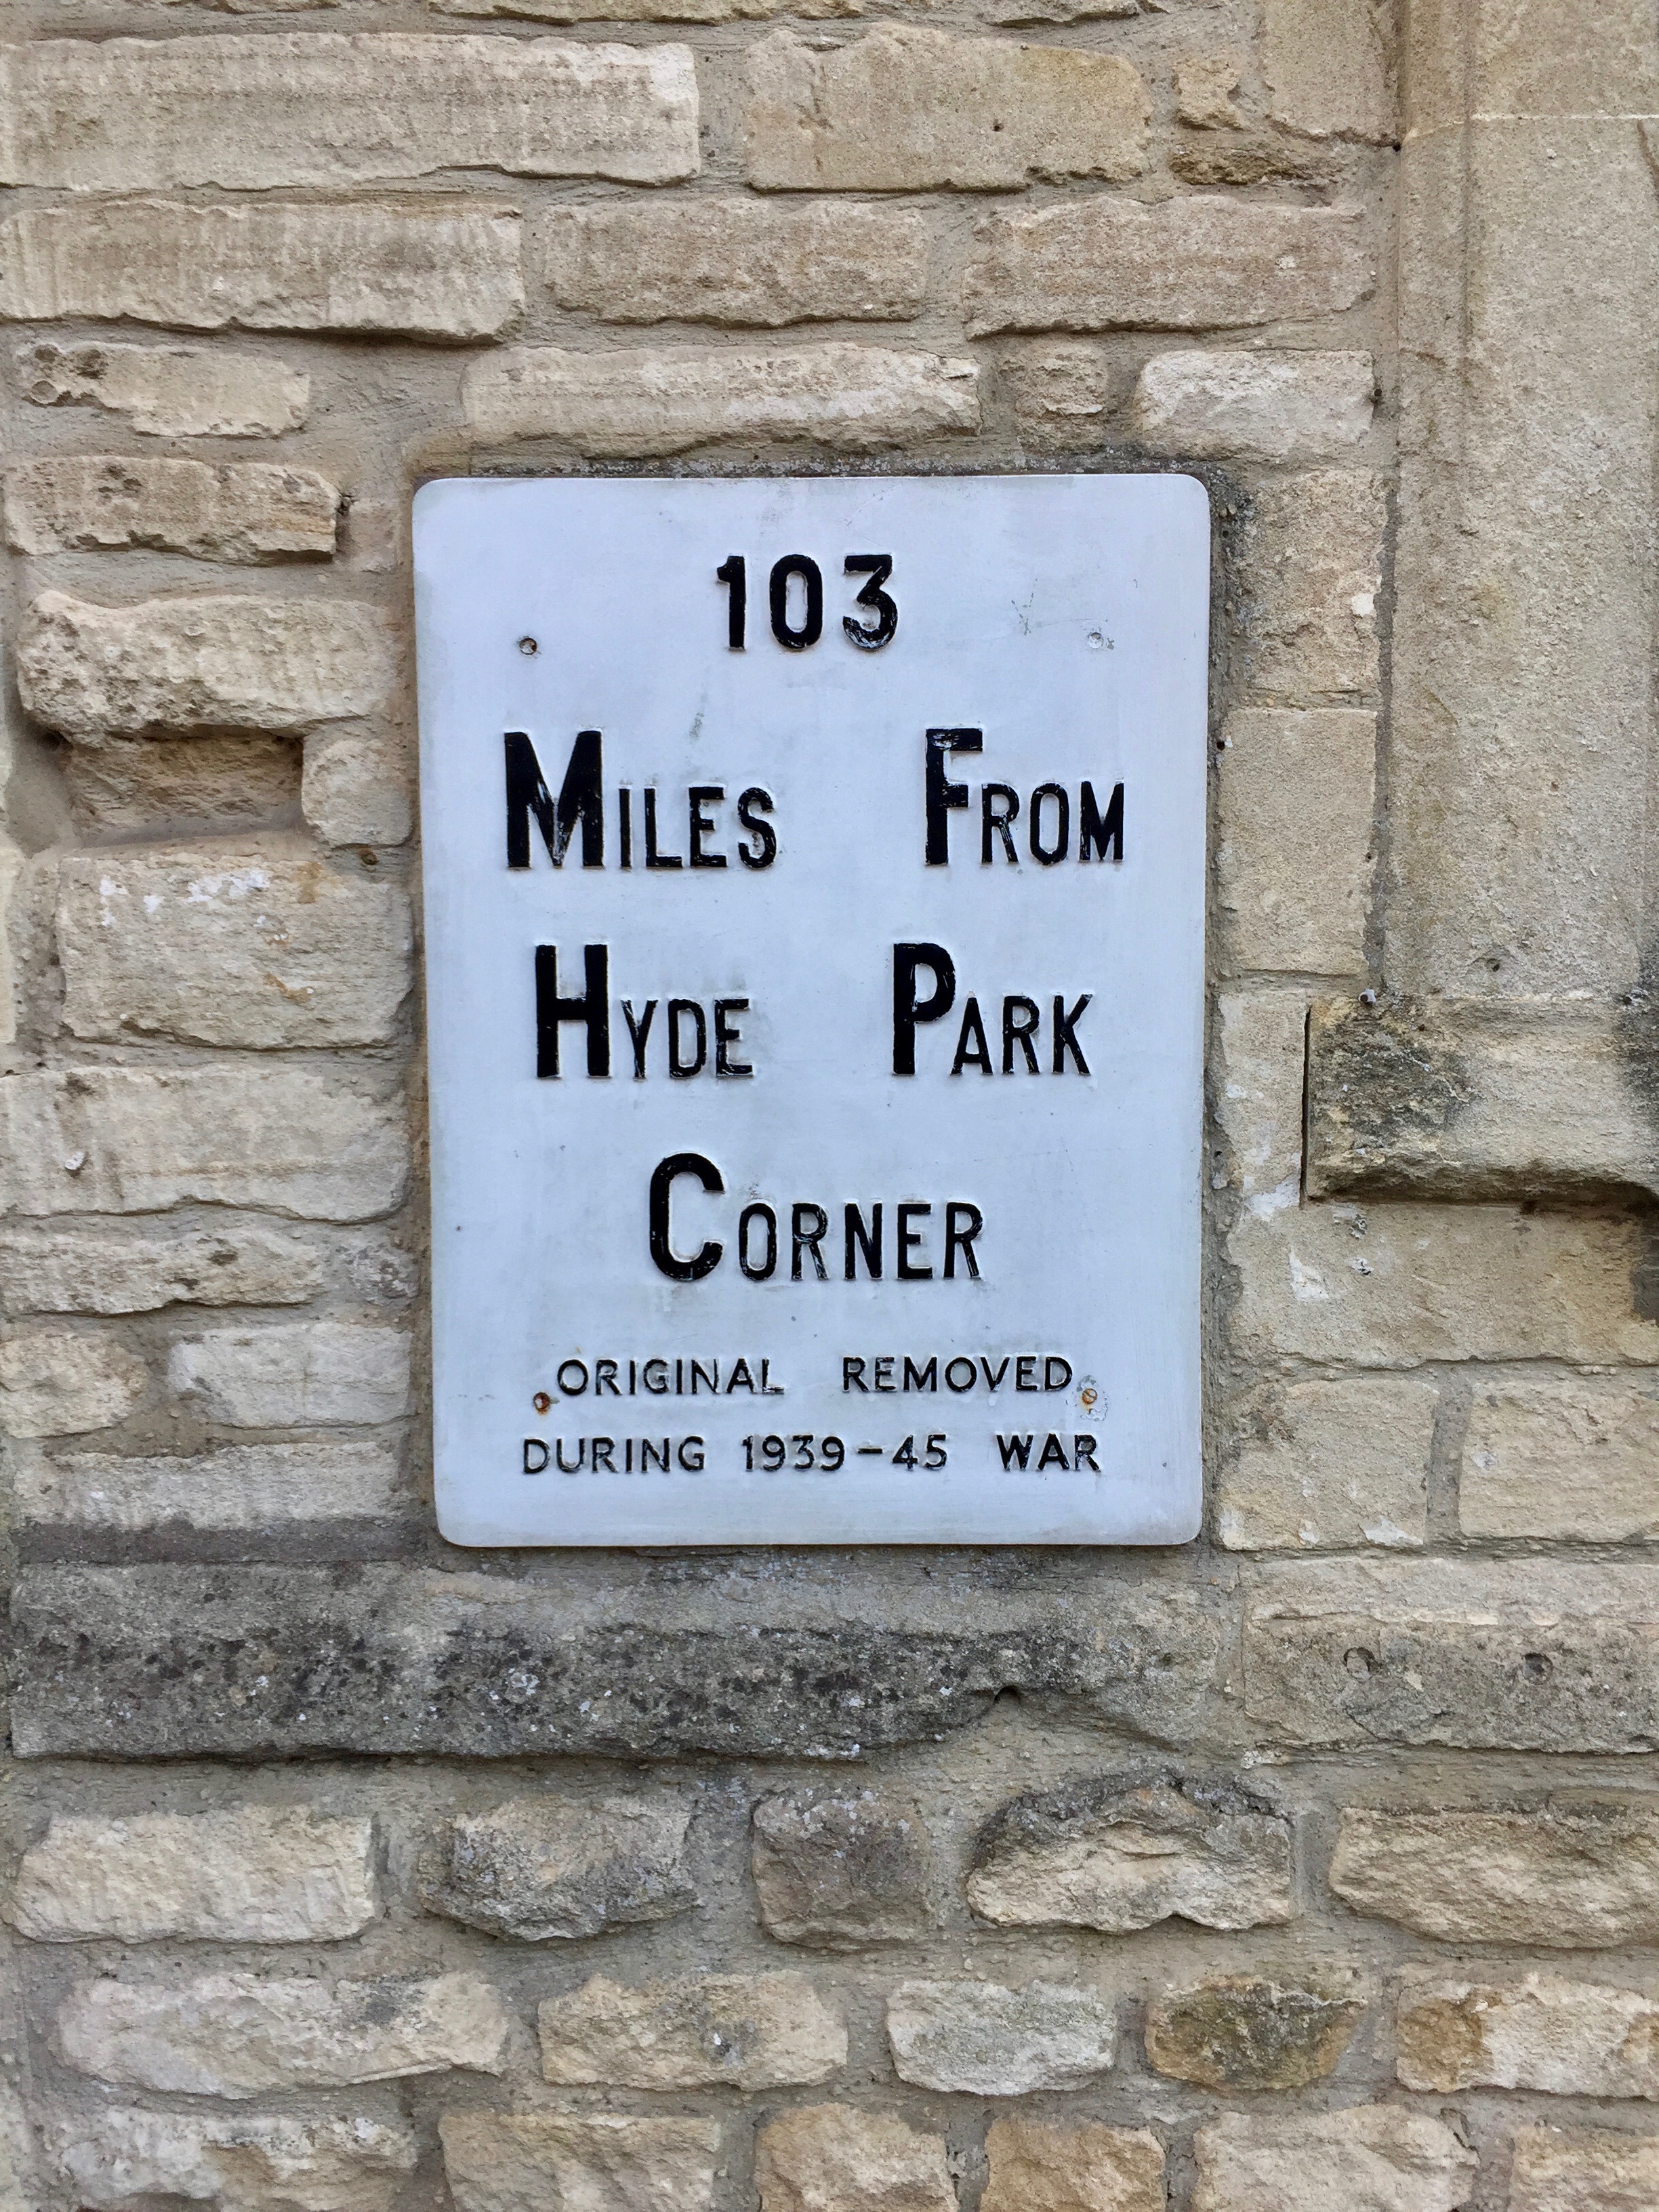 103
MILES FROM
HYDE PARK
CORNER
ORIGINAL REMOVED
DURING 1939-45 WAR